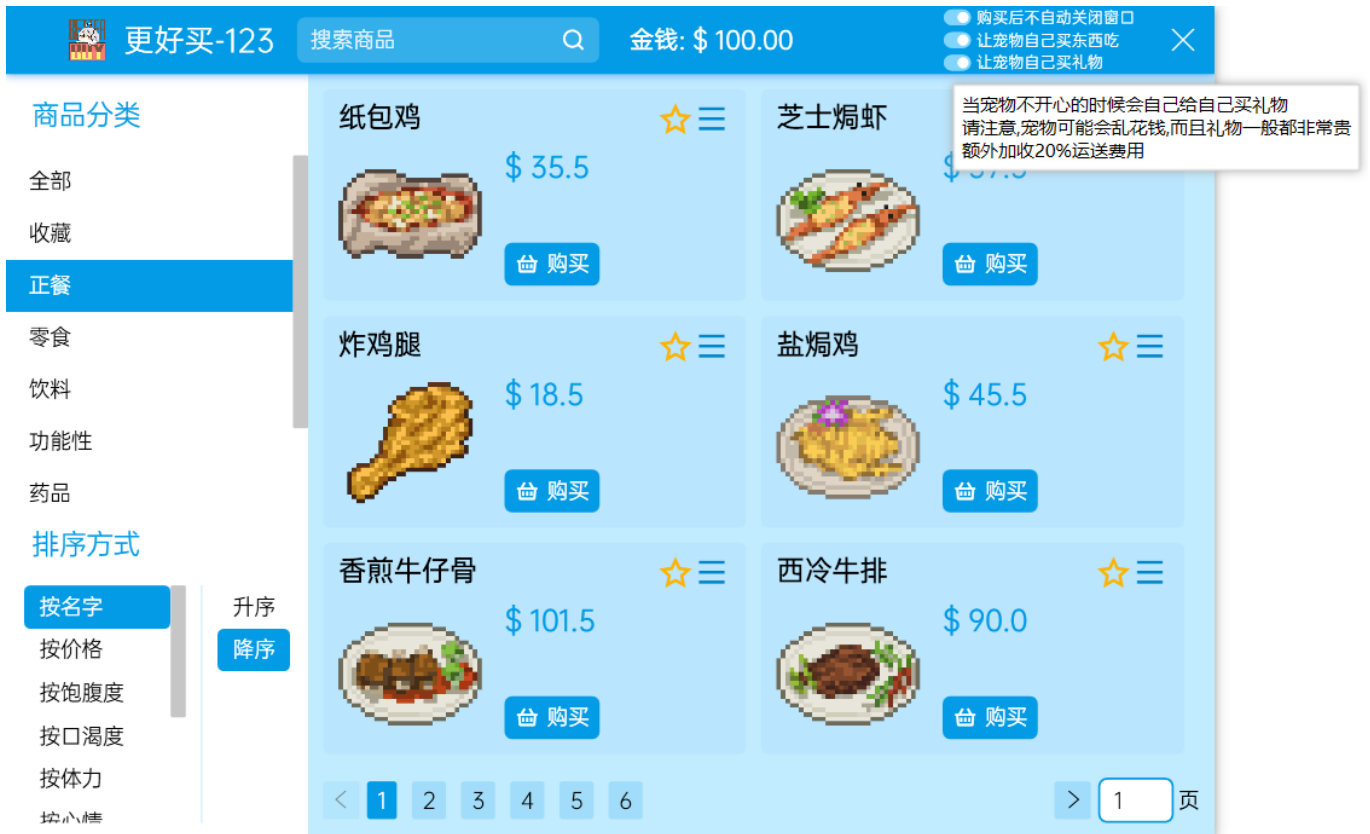 更好买-123
搜索商品
金钱: $ 100.00
购买后不自动关闭窗口
让宠物自己买东西吃
让宠物自己买礼物
当宠物不开心的时候会自己给自己买礼物
请注意,宠物可能会乱花钱,而且礼物一般都非常贵
额外加收20%运送费用
商品分类
全部
收藏
正餐
零食
饮料
功能性
药品
排序方式
按名字
按价格
按饱腹度
按口渴度
按体力
按心情
升序
降序
纸包鸡
$ 35.5
购买
芝士焗虾
购买
炸鸡腿
$ 18.5
购买
盐焗鸡
$ 45.5
购买
香煎牛仔骨
$ 101.5
购买
西冷牛排
$ 90.0
购买
1 2 3 4 5 6
1 页